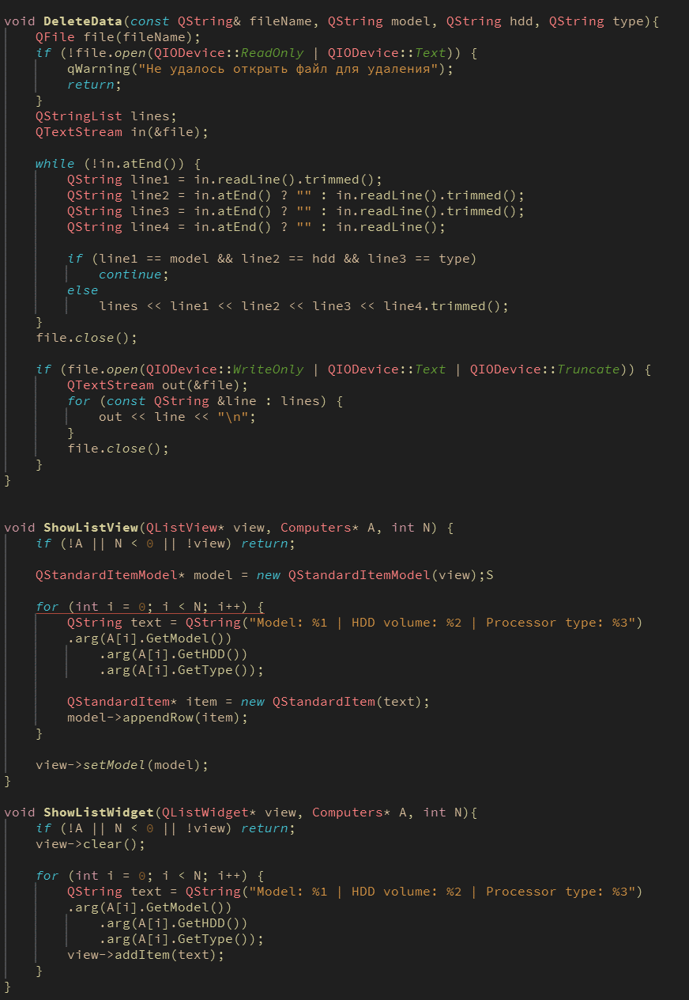 void DeleteData(const QString& fileName, QString model, QString hdd, QString type){
    QFile file(fileName);
    if (!file.open(QIODevice::ReadOnly | QIODevice::Text)) {
        qWarning("Не удалось открыть файл для удаления");
        return;
    }
    QStringList lines;
    QTextStream in(&file);

    while (!in.atEnd()) {
        QString line1 = in.readLine().trimmed();
        QString line2 = in.atEnd() ? "" : in.readLine().trimmed();
        QString line3 = in.atEnd() ? "" : in.readLine().trimmed();
        QString line4 = in.atEnd() ? "" : in.readLine();

        if (line1 == model && line2 == hdd && line3 == type)
            continue;
        else
            lines << line1 << line2 << line3 << line4.trimmed();
    }
    file.close();

    if (file.open(QIODevice::WriteOnly | QIODevice::Text | QIODevice::Truncate)) {
        QTextStream out(&file);
        for (const QString &line : lines) {
            out << line << "\n";
        }
        file.close();
    }
}


void ShowListView(QListView* view, Computers* A, int N) {
    if (!A || N < 0 || !view) return;

    QStandardItemModel* model = new QStandardItemModel(view);S

    for (int i = 0; i < N; i++) {
        QString text = QString("Model: %1 | HDD volume: %2 | Processor type: %3")
        .arg(A[i].GetModel())
            .arg(A[i].GetHDD())
            .arg(A[i].GetType());

        QStandardItem* item = new QStandardItem(text);
        model->appendRow(item);
    }

    view->setModel(model);
}

void ShowListWidget(QListWidget* view, Computers* A, int N){
    if (!A || N < 0 || !view) return;
    view->clear();

    for (int i = 0; i < N; i++) {
        QString text = QString("Model: %1 | HDD volume: %2 | Processor type: %3")
        .arg(A[i].GetModel())
            .arg(A[i].GetHDD())
            .arg(A[i].GetType());
        view->addItem(text);
    }
}